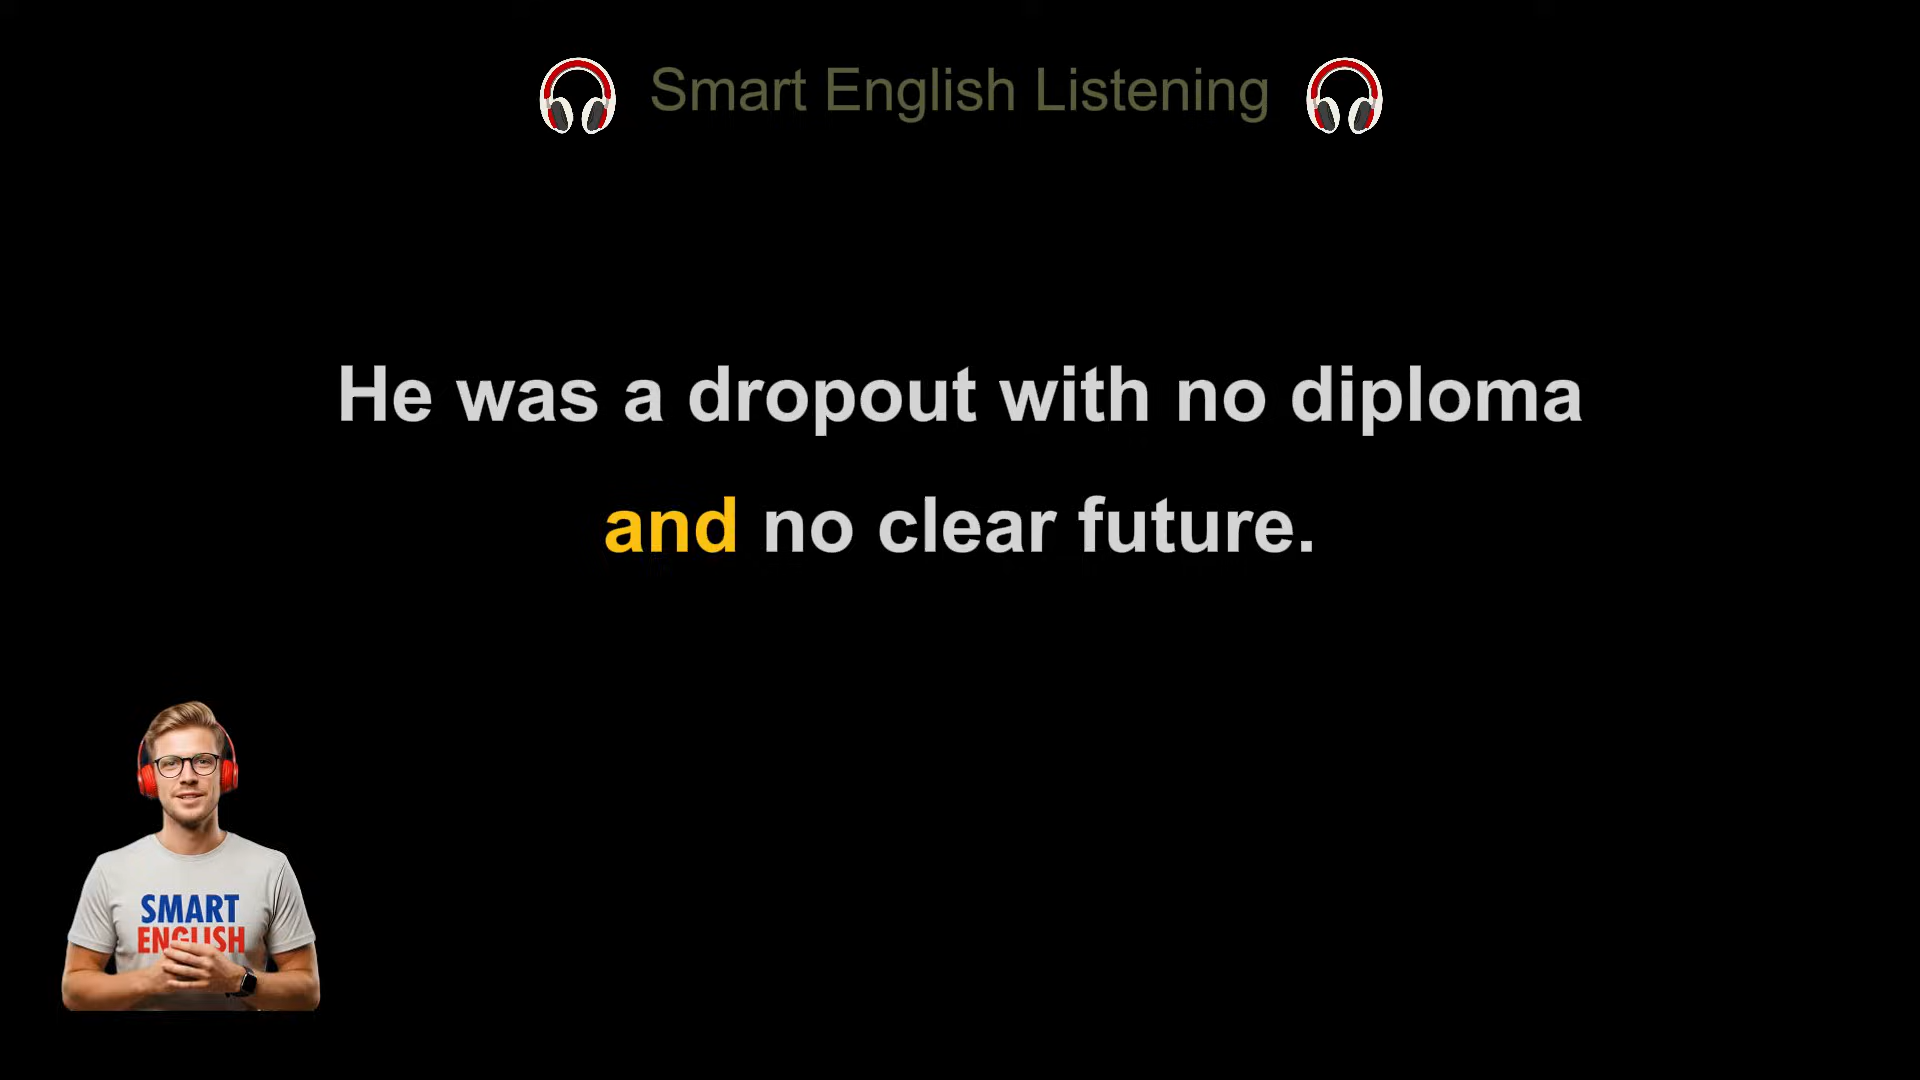 Smart English Listening
He was a dropout with no diploma
and no clear future.
SMART
ENGLISH